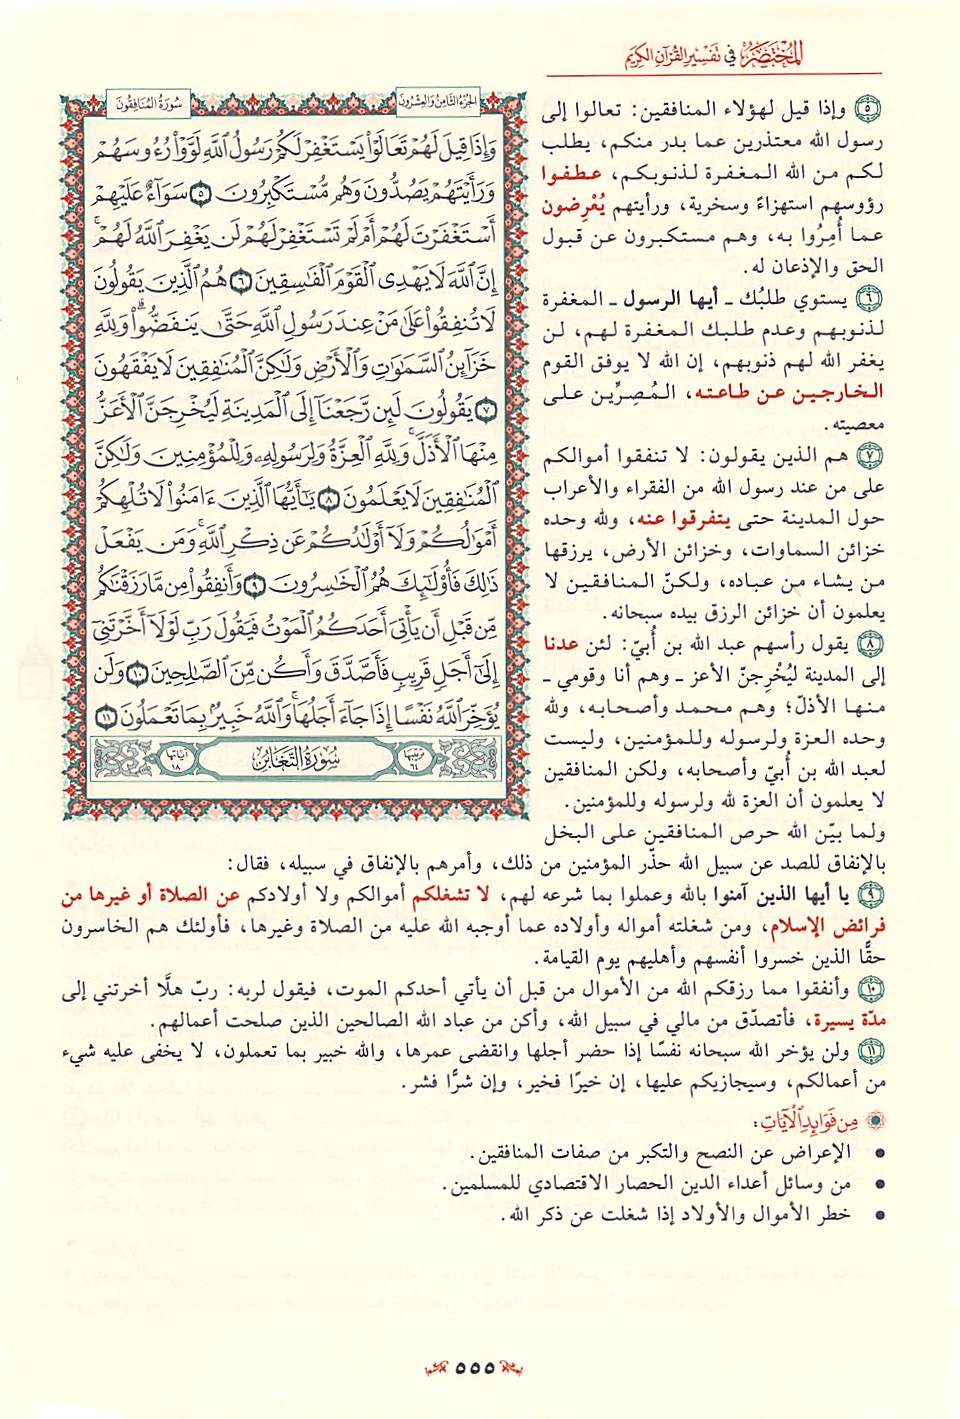 المختصر في تفسير القرآن الكريم
الجزء الثامن والعشرون
سورة المنافقون
وَإِذَا قِيلَ لَهُمْ تَعَالَوْا۟ يَسْتَغْفِرْ لَكُمْ رَسُولُ ٱللَّهِ لَوَّوْا۟ رُءُوسَهُمْ
وَرَأَيْتَهُمْ يَصُدُّونَ وَهُم مُّسْتَكْبِرُونَ ٥ سَوَآءٌ عَلَيْهِمْ
أَسْتَغْفَرْتَ لَهُمْ أَمْ لَمْ تَسْتَغْفِرْ لَهُمْ لَن يَغْفِرَ ٱللَّهُ لَهُمْ ۚ
إِنَّ ٱللَّهَ لَا يَهْدِى ٱلْقَوْمَ ٱلْفَٰسِقِينَ ٦ هُمُ ٱلَّذِينَ يَقُولُونَ
لَا تُنفِقُوا۟ عَلَىٰ مَنْ عِندَ رَسُولِ ٱللَّهِ حَتَّىٰ يَنفَضُّوا۟ ۗ وَلِلَّهِ
خَزَآئِنُ ٱلسَّمَٰوَٰتِ وَٱلْأَرْضِ وَلَٰكِنَّ ٱلْمُنَٰفِقِينَ لَا يَفْقَهُونَ
٧ يَقُولُونَ لَئِن رَّجَعْنَآ إِلَى ٱلْمَدِينَةِ لَيُخْرِجَنَّ ٱلْأَعَزُّ
مِنْهَا ٱلْأَذَلَّ ۚ وَلِلَّهِ ٱلْعِزَّةُ وَلِرَسُولِهِۦ وَلِلْمُؤْمِنِينَ وَلَٰكِنَّ
ٱلْمُنَٰفِقِينَ لَا يَعْلَمُونَ ٨ يَٰٓأَيُّهَا ٱلَّذِينَ ءَامَنُوا۟ لَا تُلْهِكُمْ
أَمْوَٰلُكُمْ وَلَآ أَوْلَٰدُكُمْ عَن ذِكْرِ ٱللَّهِ ۚ وَمَن يَفْعَلْ
ذَٰلِكَ فَأُو۟لَٰٓئِكَ هُمُ ٱلْخَٰسِرُونَ ٩ وَأَنفِقُوا۟ مِن مَّا رَزَقْنَٰكُم
مِّن قَبْلِ أَن يَأْتِىَ أَحَدَكُمُ ٱلْمَوْتُ فَيَقُولَ رَبِّ لَوْلَآ أَخَّرْتَنِىٓ
إِلَىٰٓ أَجَلٍ قَرِيبٍ فَأَصَّدَّقَ وَأَكُن مِّنَ ٱلصَّٰلِحِينَ ١٠ وَلَن
يُؤَخِّرَ ٱللَّهُ نَفْسًا إِذَا جَآءَ أَجَلُهَا ۚ وَٱللَّهُ خَبِيرٌۢ بِمَا تَعْمَلُونَ ١١
ترتيبها ٦٤
سورة التغابن
آياتها ١٨
٥ وإذا قيل لهؤلاء المنافقين: تعالوا إلى
رسول الله معتذرين عما بدر منكم، يطلب
لكم من الله المغفرة لذنوبكم، عطفوا
رؤوسهم استهزاءً وسخرية، ورأيتهم يُعْرِضون
عما أُمِرُوا به، وهم مستكبرون عن قبول
الحق والإذعان له.
٦ يستوي طلبُك ـ أيها الرسول ـ المغفرة
لذنوبهم وعدم طلبك المغفرة لهم، لن
يغفر الله لهم ذنوبهم، إن الله لا يوفق القوم
الخارجين عن طاعته، المُصِرِّين على
معصيته.
٧ هم الذين يقولون: لا تنفقوا أموالكم
على من عند رسول الله من الفقراء والأعراب
حول المدينة حتى يتفرقوا عنه، ولله وحده
خزائن السماوات، وخزائن الأرض، يرزقها
من يشاء من عباده، ولكنّ المنافقين لا
يعلمون أن خزائن الرزق بيده سبحانه.
٨ يقول رأسهم عبد الله بن أُبيّ: لئن عدنا
إلى المدينة ليُخْرِجنّ الأعز ـ وهم أنا وقومي ـ
منها الأذلّ؛ وهم محمد وأصحابه، ولله
وحده العزة ولرسوله وللمؤمنين، وليست
لعبد الله بن أُبيّ وأصحابه، ولكن المنافقين
لا يعلمون أن العزة لله ولرسوله وللمؤمنين.
ولما بيّن الله حرص المنافقين على البخل
بالإنفاق للصد عن سبيل الله حذّر المؤمنين من ذلك، وأمرهم بالإنفاق في سبيله، فقال:
٩ يا أيها الذين آمنوا بالله وعملوا بما شرعه لهم، لا تشغلكم أموالكم ولا أولادكم عن الصلاة أو غيرها من
فرائض الإسلام، ومن شغلته أمواله وأولاده عما أوجبه الله عليه من الصلاة وغيرها، فأولئك هم الخاسرون
حقًّا الذين خسروا أنفسهم وأهليهم يوم القيامة.
١٠ وأنفقوا مما رزقكم الله من الأموال من قبل أن يأتي أحدكم الموت، فيقول لربه: ربّ هلَّا أخرتني إلى
مدّة يسيرة، فأتصدّق من مالي في سبيل الله، وأكن من عباد الله الصالحين الذين صلحت أعمالهم.
١١ ولن يؤخر الله سبحانه نفسًا إذا حضر أجلها وانقضى عمرها، والله خبير بما تعملون، لا يخفى عليه شيء
من أعمالكم، وسيجازيكم عليها، إن خيرًا فخير، وإن شرًّا فشر.
مِن فَوَائِدِ الْآيَاتِ:
• الإعراض عن النصح والتكبر من صفات المنافقين.
• من وسائل أعداء الدين الحصار الاقتصادي للمسلمين.
• خطر الأموال والأولاد إذا شغلت عن ذكر الله.
٥٥٥